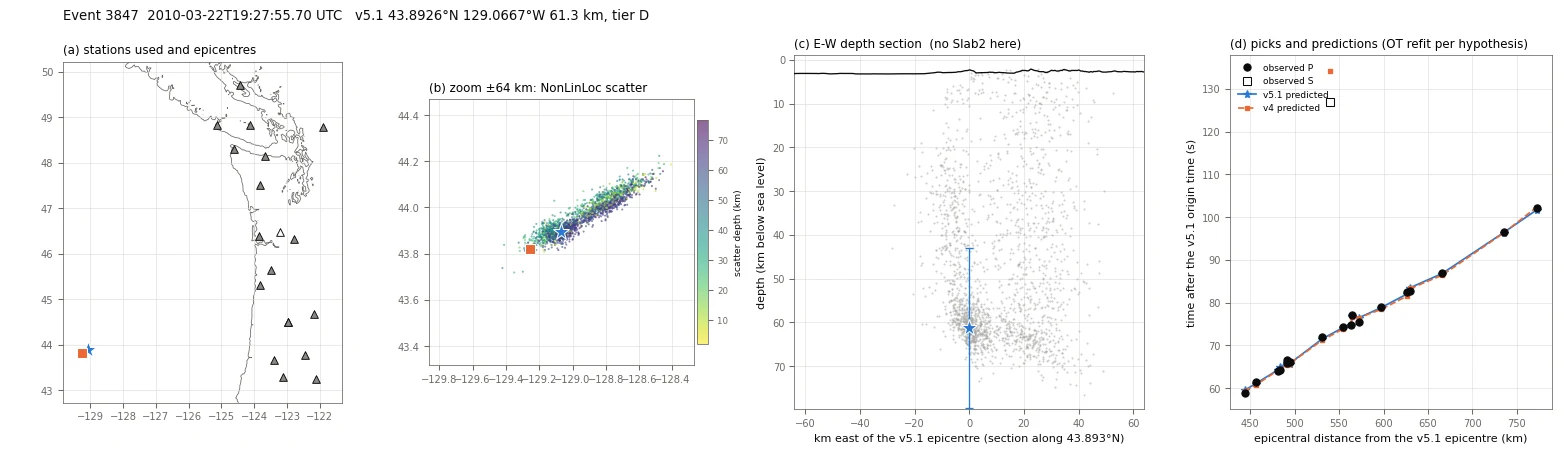 Event 3847  2010-03-22T19:27:55.70 UTC   v5.1 43.8926°N 129.0667°W 61.3 km, tier D
(a) stations used and epicentres
50
49
48
47
46
45
44
43
−129 −128 −127 −126 −125 −124 −123 −122
(b) zoom ±64 km: NonLinLoc scatter
44.4
44.2
44.0
43.8
43.6
43.4
−129.8 −129.6 −129.4 −129.2 −129.0 −128.8 −128.6 −128.4
70
60
50
40
30
20
10
scatter depth (km)
(c) E-W depth section  (no Slab2 here)
0
10
20
30
40
50
60
70
depth (km below sea level)
−60 −40 −20 0 20 40 60
km east of the v5.1 epicentre (section along 43.893°N)
(d) picks and predictions (OT refit per hypothesis)
observed P
observed S
v5.1 predicted
v4 predicted
130
120
110
100
90
80
70
60
time after the v5.1 origin time (s)
450 500 550 600 650 700 750
epicentral distance from the v5.1 epicentre (km)